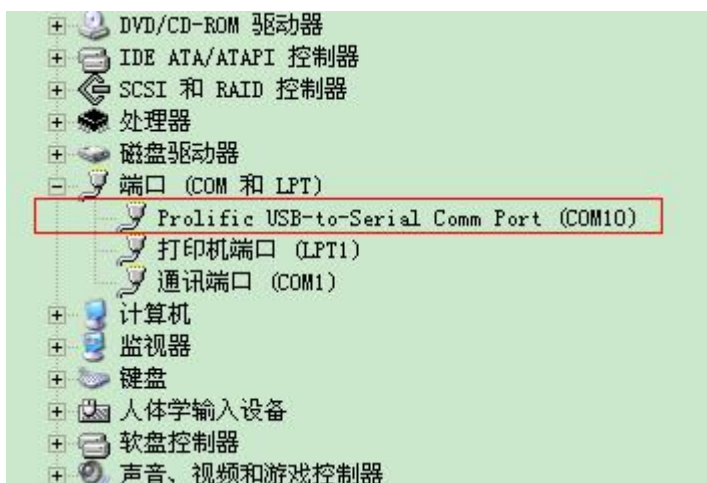 DVD/CD-ROM 驱动器
IDE ATA/ATAPI 控制器
SCSI 和 RAID 控制器
处理器
磁盘驱动器
端口 (COM 和 LPT)
Prolific USB-to-Serial Comm Port (COM10)
打印机端口 (LPT1)
通讯端口 (COM1)
计算机
监视器
键盘
人体学输入设备
软盘控制器
声音、视频和游戏控制器